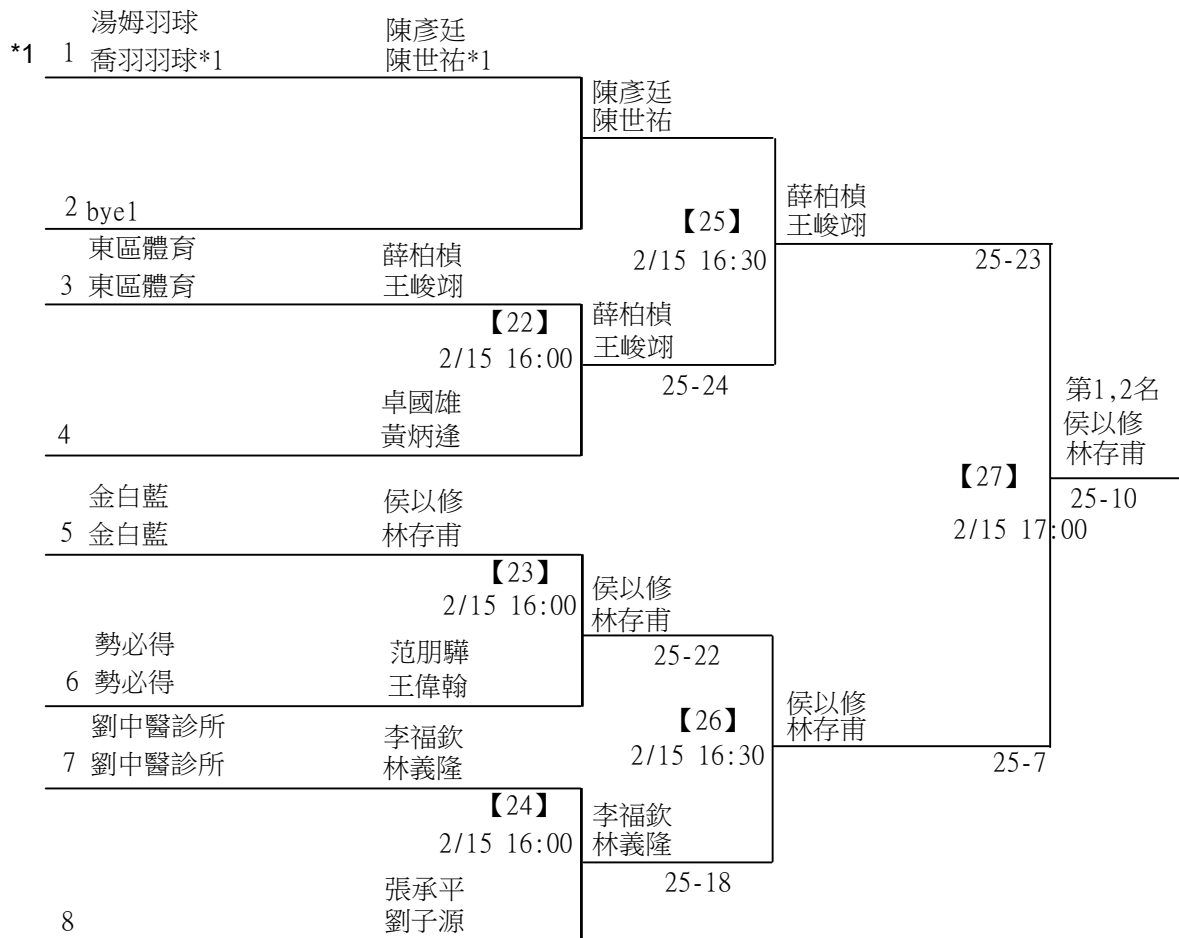 湯姆羽球 陳彥廷
*1 1 喬羽羽球*1 陳世祐*1
陳彥廷
陳世祐
2 bye1
薛柏楨
王峻翊
【25】
2/15 16:30
25-23
東區體育 薛柏楨
3 東區體育 王峻翊
【22】
2/15 16:00
薛柏楨
王峻翊
25-24
卓國雄
4 黃炳逢
第1,2名
侯以修
林存甫
【27】
25-10
2/15 17:00
金白藍 侯以修
5 金白藍 林存甫
【23】
2/15 16:00
侯以修
林存甫
25-22
勢必得 范朋驊
6 勢必得 王偉翰
【26】
2/15 16:30
侯以修
林存甫
25-7
劉中醫診所 李福欽
7 劉中醫診所 林義隆
【24】
2/15 16:00
李福欽
林義隆
25-18
張承平
8 劉子源